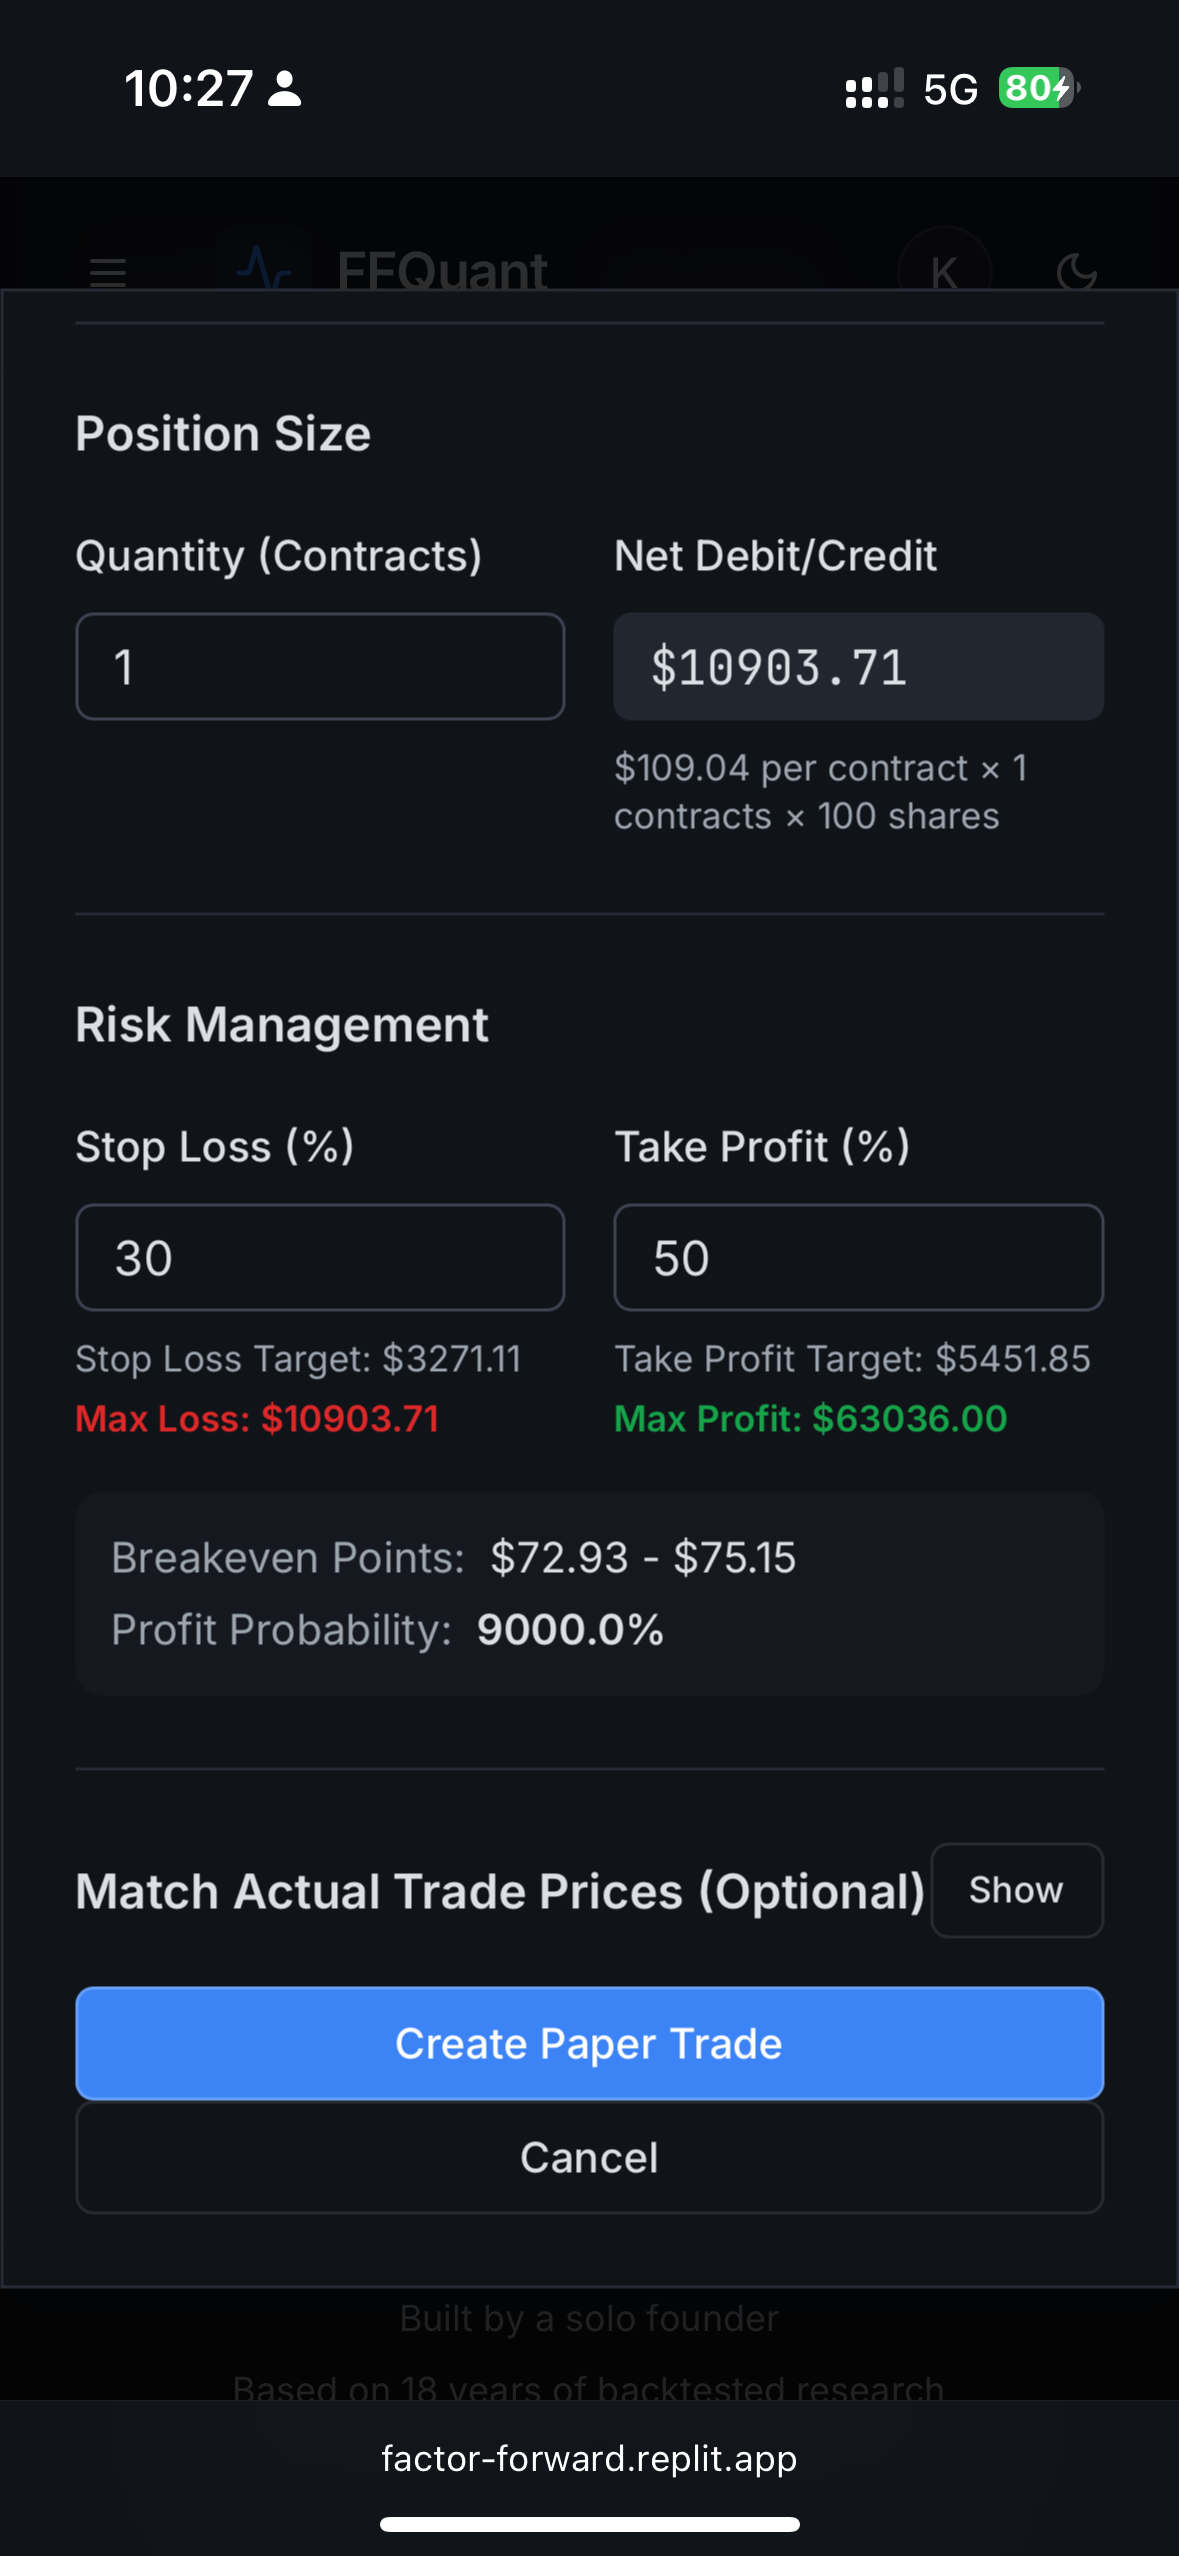 10:27
5G
80
FFQuant
K
Position Size
Quantity (Contracts)
Net Debit/Credit
1
$10903.71
$109.04 per contract × 1
contracts × 100 shares
Risk Management
Stop Loss (%)
Take Profit (%)
30
50
Stop Loss Target: $3271.11
Take Profit Target: $5451.85
Max Loss: $10903.71
Max Profit: $63036.00
Breakeven Points: $72.93 - $75.15
Profit Probability: 9000.0%
Match Actual Trade Prices (Optional)
Show
Create Paper Trade
Cancel
Built by a solo founder
Based on 18 years of backtested research
factor-forward.replit.app